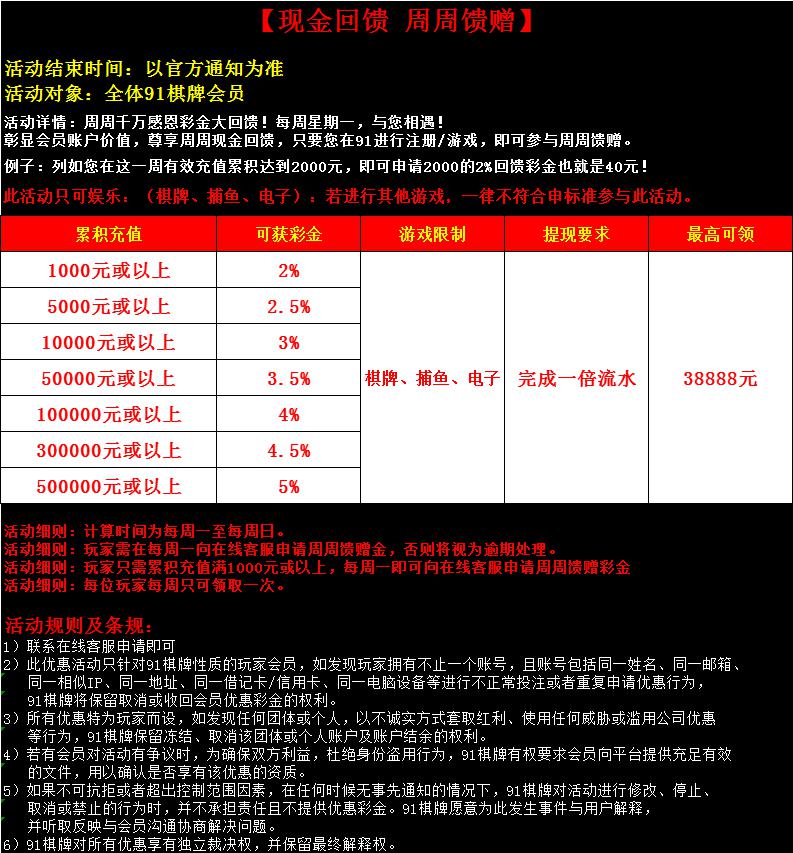 【现金回馈 周周馈赠】
活动结束时间：以官方通知为准
活动对象：全体91棋牌会员
活动详情：周周千万感恩彩金大回馈！每周星期一，与您相遇！
彰显会员账户价值，尊享周周现金回馈，只要您在91进行注册/游戏，即可参与周周馈赠。
例子：列如您在这一周有效充值累积达到2000元，即可申请2000的2%回馈彩金也就是40元！
此活动只可娱乐：（棋牌、捕鱼、电子）：若进行其他游戏，一律不符合申标准参与此活动。
累积充值 可获彩金 游戏限制 提现要求 最高可领
1000元或以上 2%
5000元或以上 2.5%
10000元或以上 3%
50000元或以上 3.5% 棋牌、捕鱼、电子 完成一倍流水 38888元
100000元或以上 4%
300000元或以上 4.5%
500000元或以上 5%
活动细则：计算时间为每周一至每周日。
活动细则：玩家需在每周一向在线客服申请周周馈赠金，否则将视为逾期处理。
活动细则：玩家只需累积充值满1000元或以上，每周一即可向在线客服申请周周馈赠彩金
活动细则：每位玩家每周只可领取一次。
活动规则及条规：
1）联系在线客服申请即可
2）此优惠活动只针对91棋牌性质的玩家会员，如发现玩家拥有不止一个账号，且账号包括同一姓名、同一邮箱、
同一相似IP、同一地址、同一借记卡/信用卡、同一电脑设备等进行不正常投注或者重复申请优惠行为，
91棋牌将保留取消或收回会员优惠彩金的权利。
3）所有优惠特为玩家而设，如发现任何团体或个人，以不诚实方式套取红利、使用任何威胁或滥用公司优惠
等行为，91棋牌保留冻结、取消该团体或个人账户及账户结余的权利。
4）若有会员对活动有争议时，为确保双方利益，杜绝身份盗用行为，91棋牌有权要求会员向平台提供充足有效
的文件，用以确认是否享有该优惠的资质。
5）如果不可抗拒或者超出控制范围因素，在任何时候无事先通知的情况下，91棋牌对活动进行修改、停止、
取消或禁止的行为时，并不承担责任且不提供优惠彩金。91棋牌愿意为此发生事件与用户解释，
并听取反映与会员沟通协商解决问题。
6）91棋牌对所有优惠享有独立裁决权，并保留最终解释权。